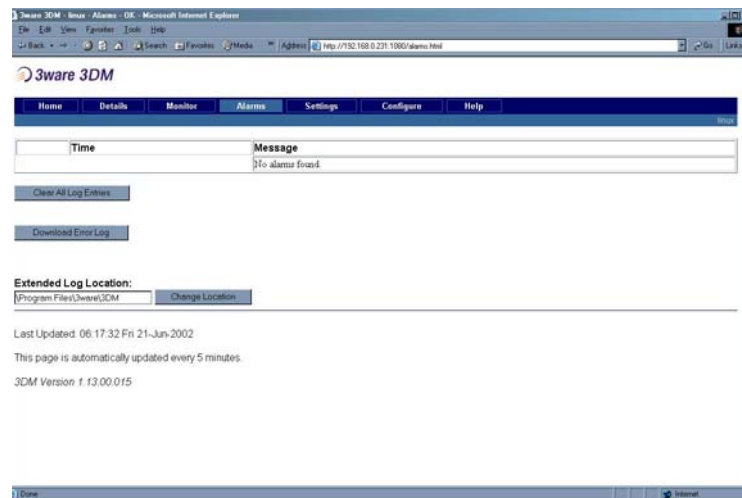 3ware 3DM - linux - Alarms - OK - Microsoft Internet Explorer
File Edit View Favorites Tools Help
Back Search Favorites Media Address http://192.168.0.231:1080/alarms.html Go Links
3ware 3DM
Home Details Monitor Alarms Settings Configure Help
linux
Time Message
No alarms found.
Clear All Log Entries
Download Error Log
Extended Log Location:
\Program Files\3ware\3DM Change Location
Last Updated: 06:17:32 Fri 21-Jun-2002
This page is automatically updated every 5 minutes.
3DM Version 1.13.00.015
Done Internet